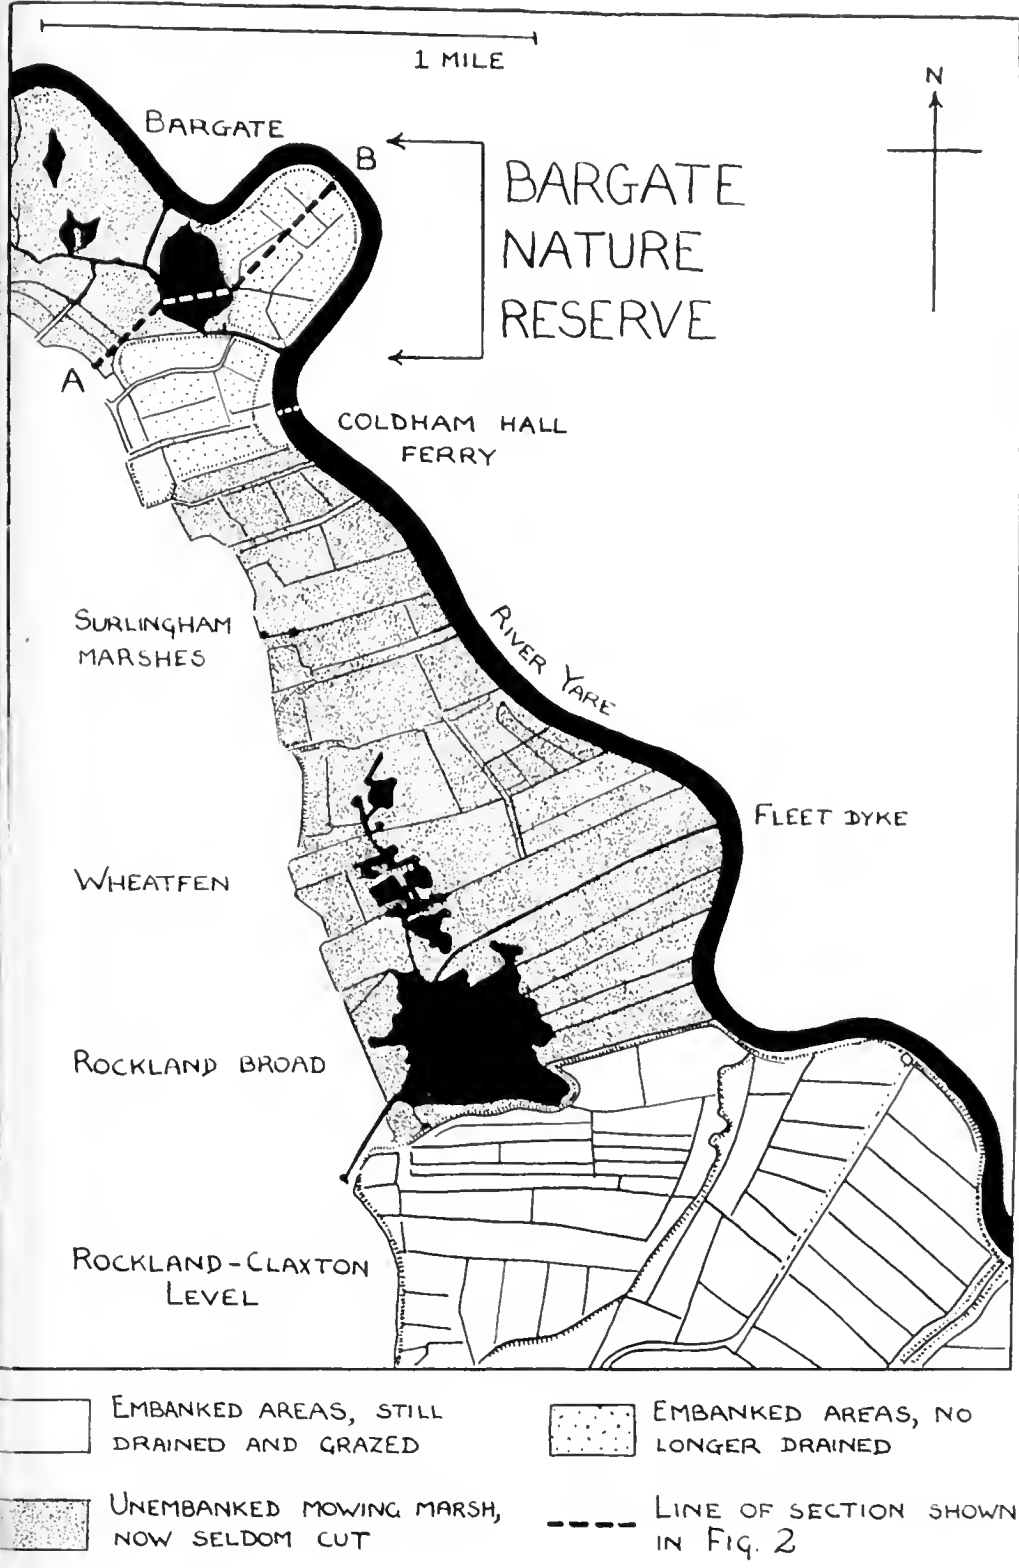 1 MILE
N
BARGATE
B
BARGATE
NATURE
RESERVE
A
COLDHAM HALL
FERRY
SURLINGHAM
MARSHES
RIVER YARE
FLEET DYKE
WHEATFEN
ROCKLAND BROAD
ROCKLAND-CLAXTON
LEVEL
EMBANKED AREAS, STILL
DRAINED AND GRAZED
EMBANKED AREAS, NO
LONGER DRAINED
UNEMBANKED MOWING MARSH,
NOW SELDOM CUT
LINE OF SECTION SHOWN
IN FIG. 2